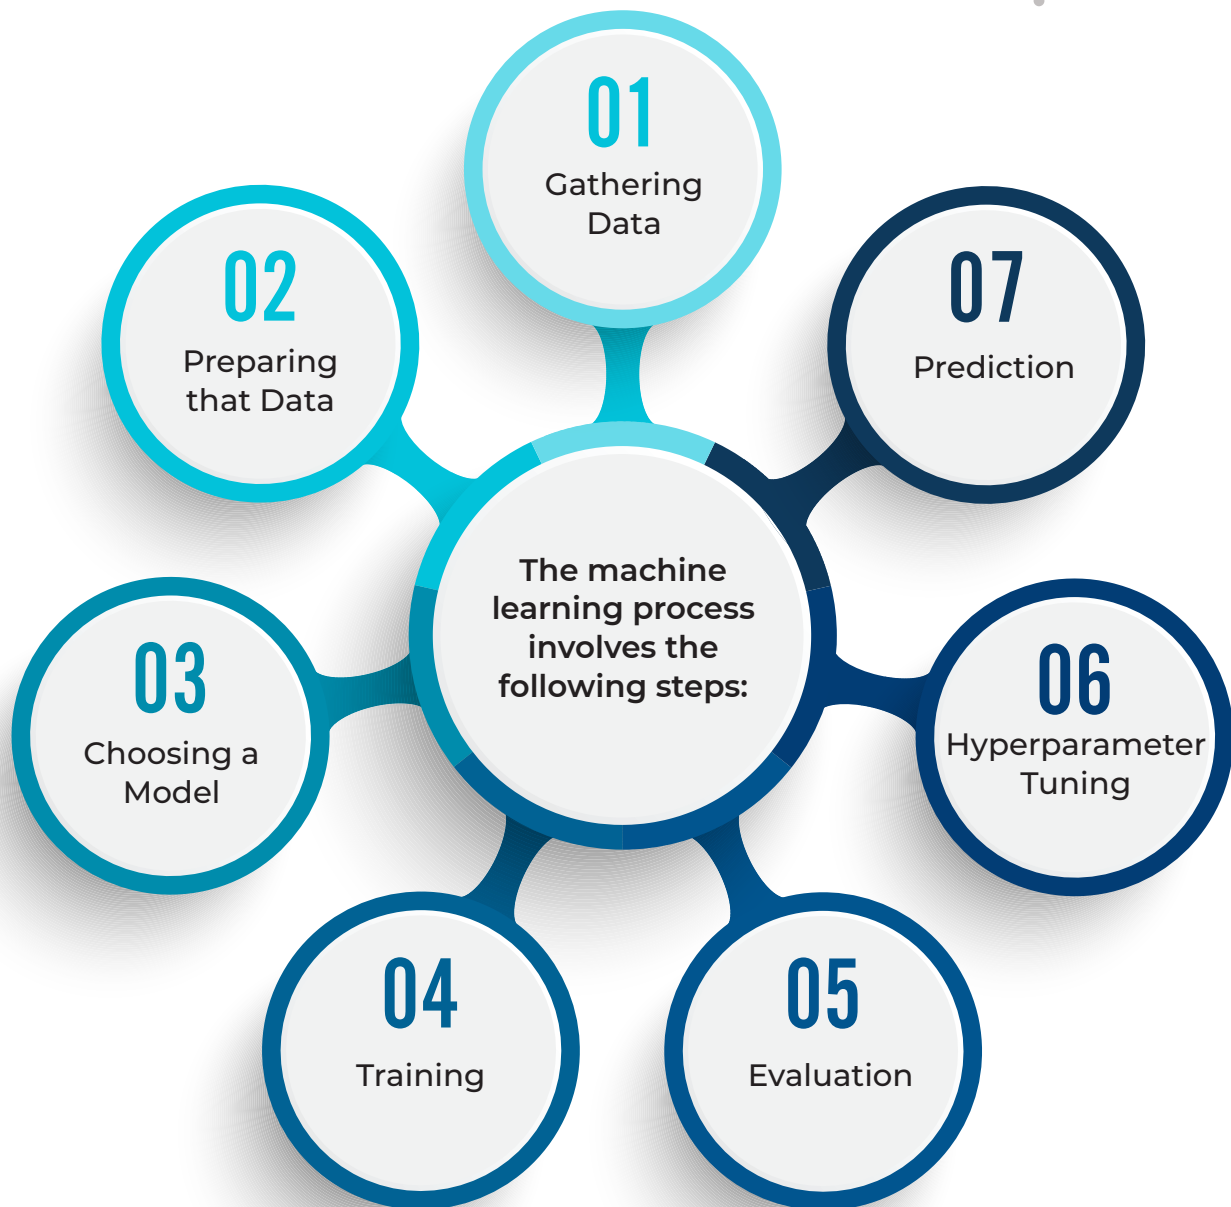 The machine
learning process
involves the
following steps:
01
Gathering
Data
02
Preparing
that Data
03
Choosing a
Model
04
Training
05
Evaluation
06
Hyperparameter
Tuning
07
Prediction